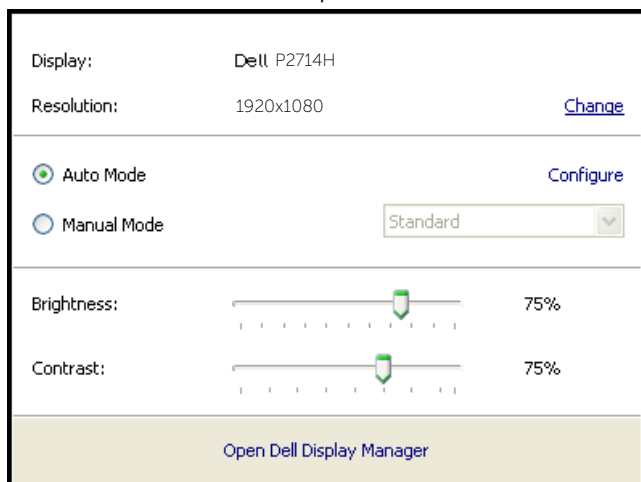 Display: Dell P2714H
Resolution: 1920x1080 Change
Auto Mode Configure
Manual Mode Standard
Brightness: 75%
Contrast: 75%
Open Dell Display Manager